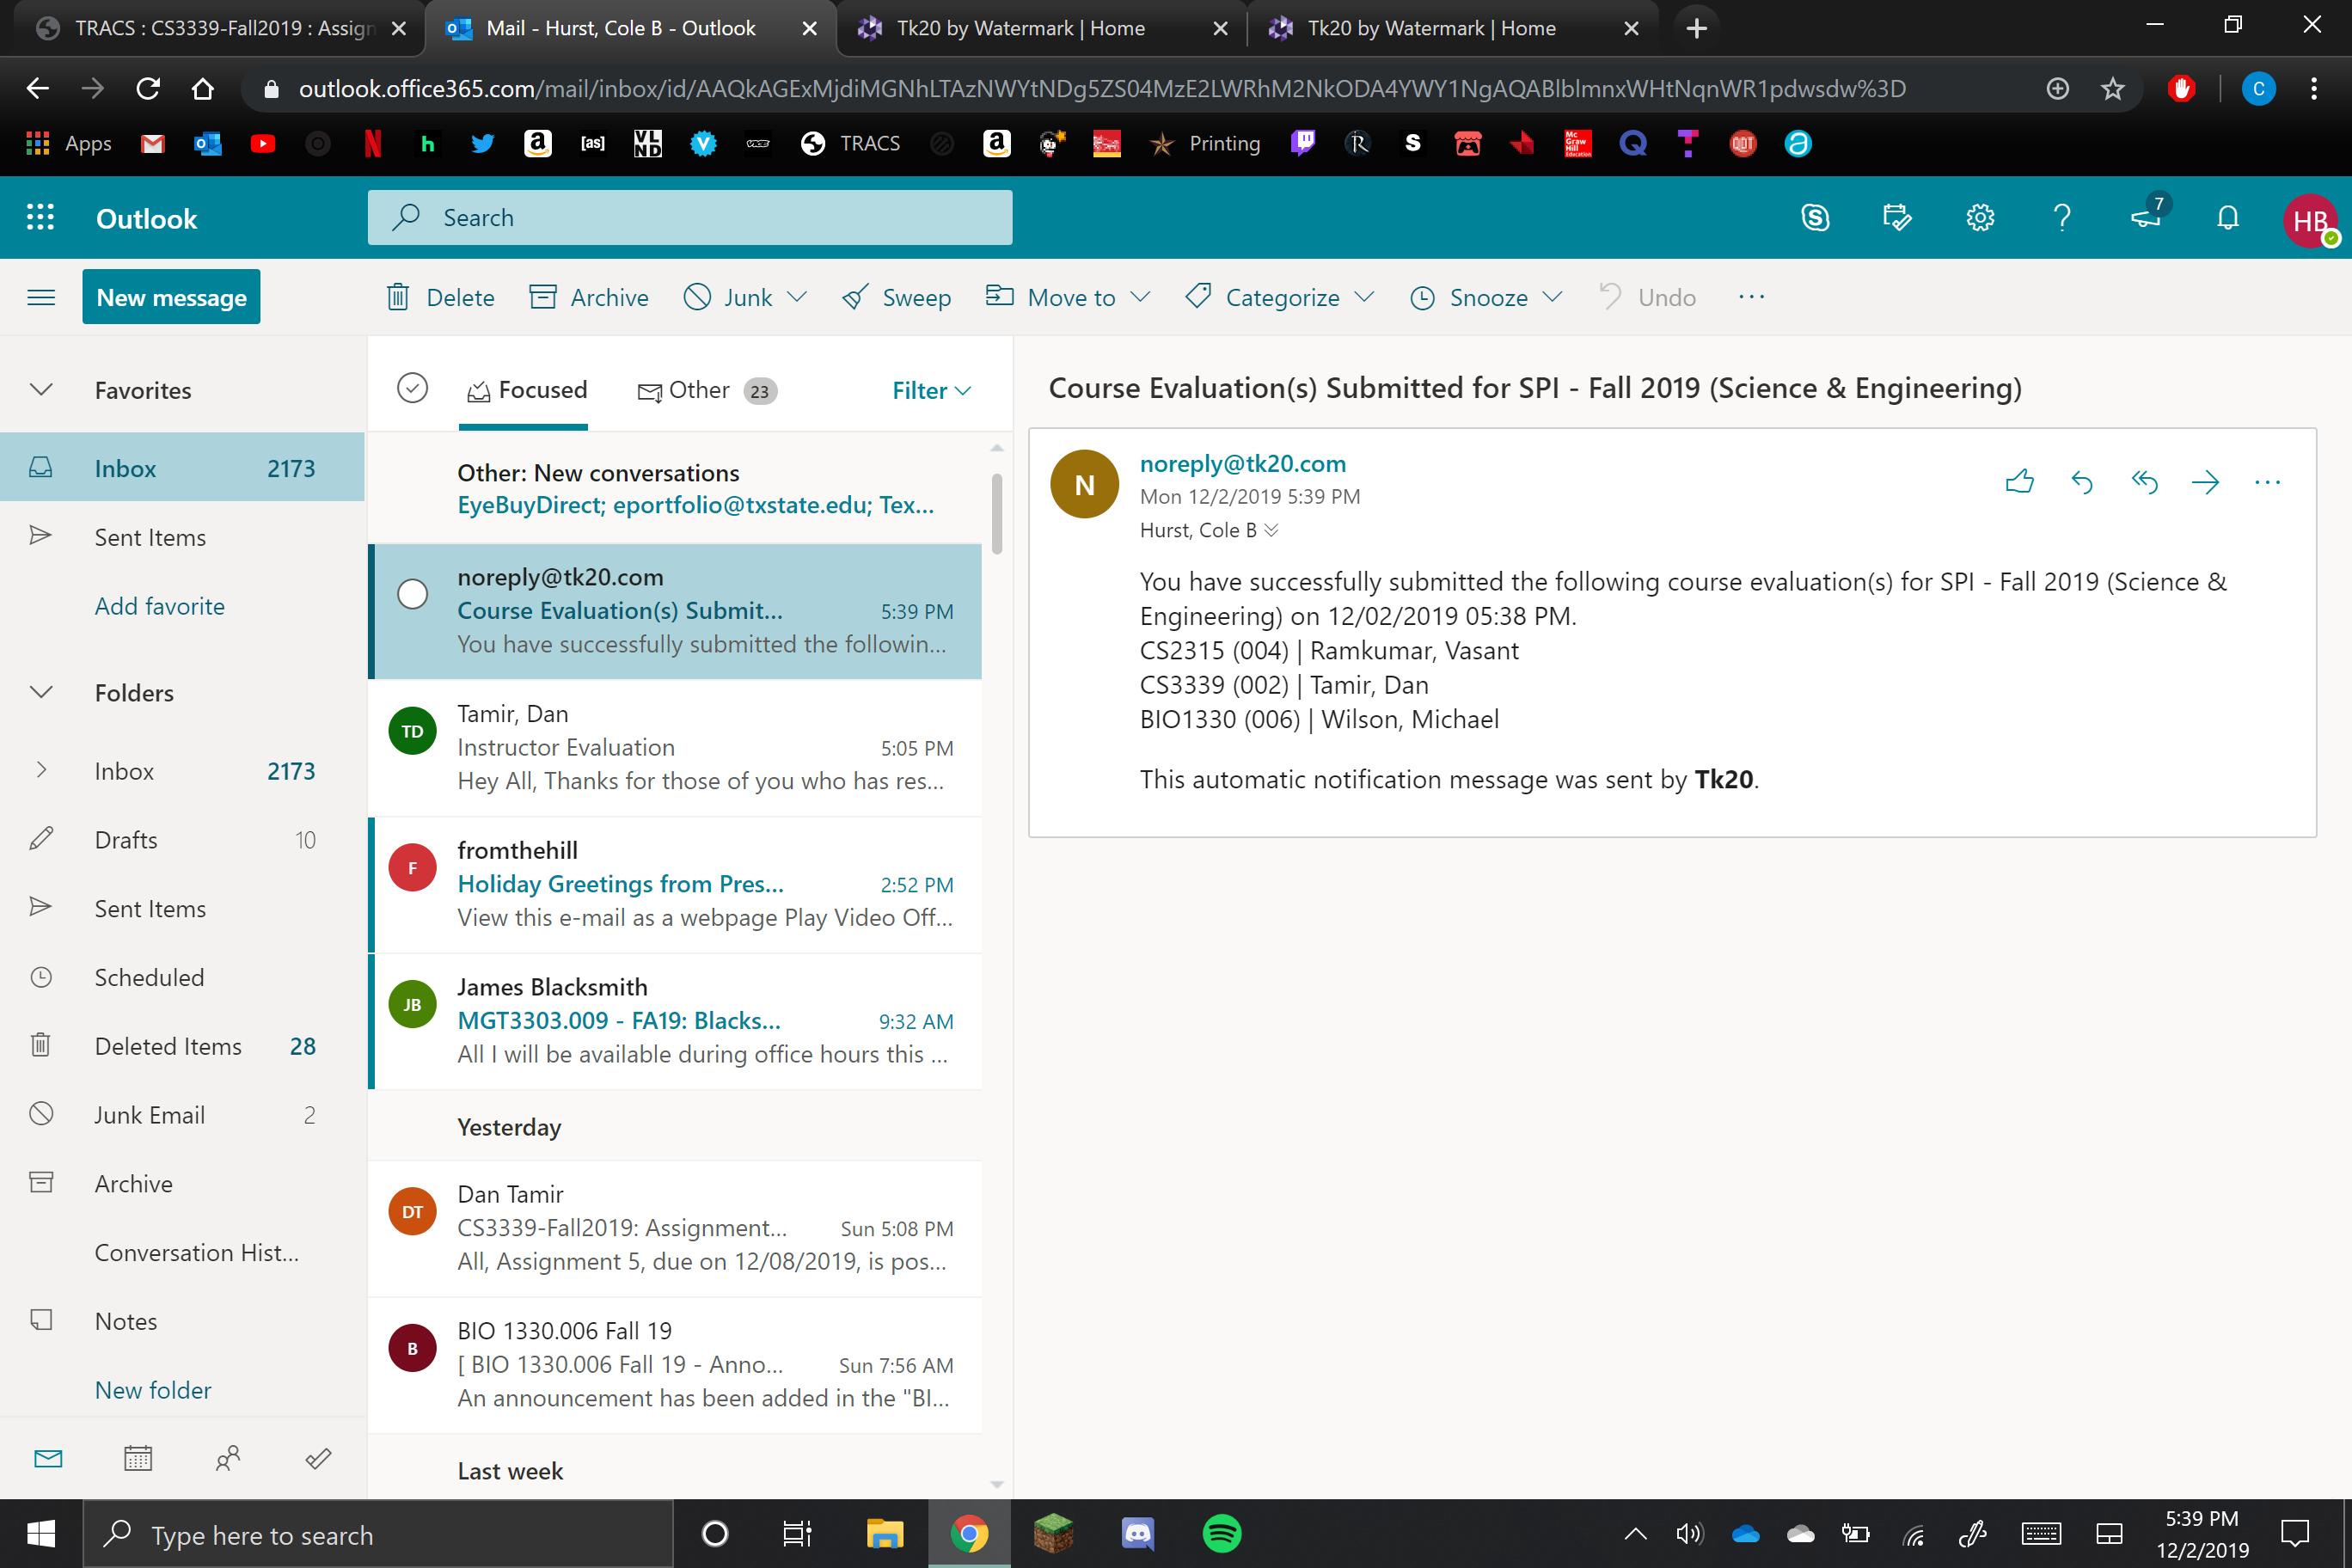 TRACS : CS3339-Fall2019 : Assign
Mail - Hurst, Cole B - Outlook
Tk20 by Watermark | Home
Tk20 by Watermark | Home
outlook.office365.com/mail/inbox/id/AAQkAGExMjdiMGNhLTAzNWYtNDg5ZS04MzE2LWRhM2NkODA4YWY1NgAQABlblmnxWHtNqnWR1pdwsdw%3D
C
Apps
[as]
VL ND
TRACS
Printing
Mc Graw Hill Education
QDT
Outlook
Search
7
HB
New message
Delete
Archive
Junk
Sweep
Move to
Categorize
Snooze
Undo
Favorites
Inbox 2173
Sent Items
Add favorite
Folders
Inbox 2173
Drafts 10
Sent Items
Scheduled
Deleted Items 28
Junk Email 2
Archive
Conversation Hist...
Notes
New folder
Focused
Other 23
Filter
Other: New conversations
EyeBuyDirect; eportfolio@txstate.edu; Tex...
noreply@tk20.com
Course Evaluation(s) Submit... 5:39 PM
You have successfully submitted the followin...
TD
Tamir, Dan
Instructor Evaluation 5:05 PM
Hey All, Thanks for those of you who has res...
F
fromthehill
Holiday Greetings from Pres... 2:52 PM
View this e-mail as a webpage Play Video Off...
JB
James Blacksmith
MGT3303.009 - FA19: Blacks... 9:32 AM
All I will be available during office hours this ...
Yesterday
DT
Dan Tamir
CS3339-Fall2019: Assignment... Sun 5:08 PM
All, Assignment 5, due on 12/08/2019, is pos...
B
BIO 1330.006 Fall 19
[ BIO 1330.006 Fall 19 - Anno... Sun 7:56 AM
An announcement has been added in the "BI...
Last week
Course Evaluation(s) Submitted for SPI - Fall 2019 (Science & Engineering)
N
noreply@tk20.com
Mon 12/2/2019 5:39 PM
Hurst, Cole B
You have successfully submitted the following course evaluation(s) for SPI - Fall 2019 (Science &
Engineering) on 12/02/2019 05:38 PM.
CS2315 (004) | Ramkumar, Vasant
CS3339 (002) | Tamir, Dan
BIO1330 (006) | Wilson, Michael
This automatic notification message was sent by Tk20.
Type here to search
5:39 PM
12/2/2019